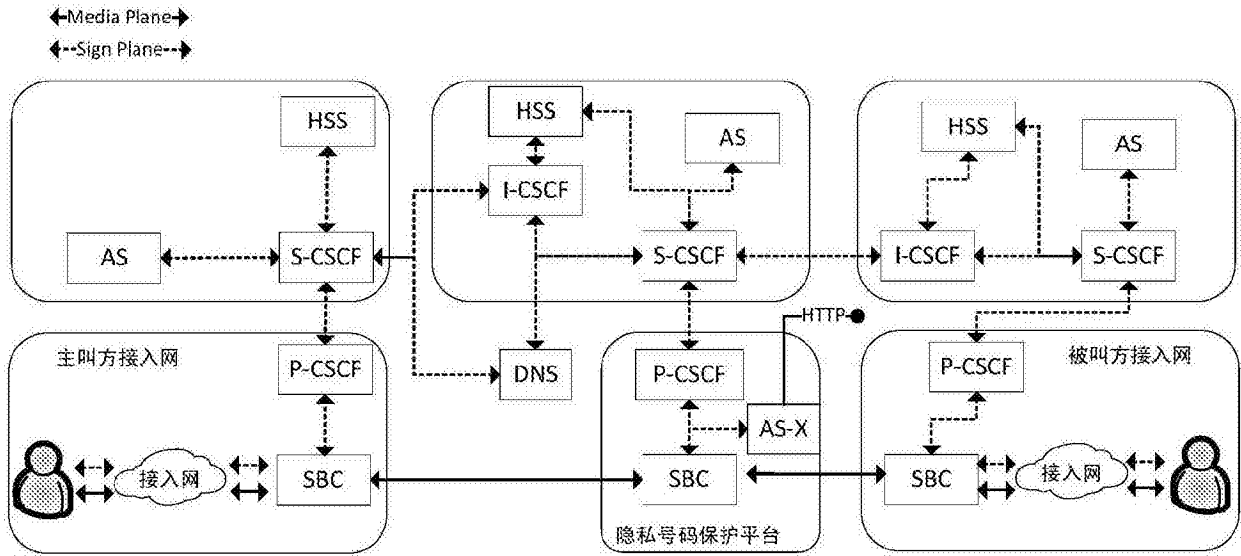 Media Plane
Sign Plane
HSS
AS
S-CSCF
HSS
I-CSCF
AS
S-CSCF
HSS
AS
I-CSCF
S-CSCF
DNS
HTTP
主叫方接入网
P-CSCF
接入网
SBC
P-CSCF
AS-X
SBC
隐私号码保护平台
被叫方接入网
P-CSCF
SBC
接入网